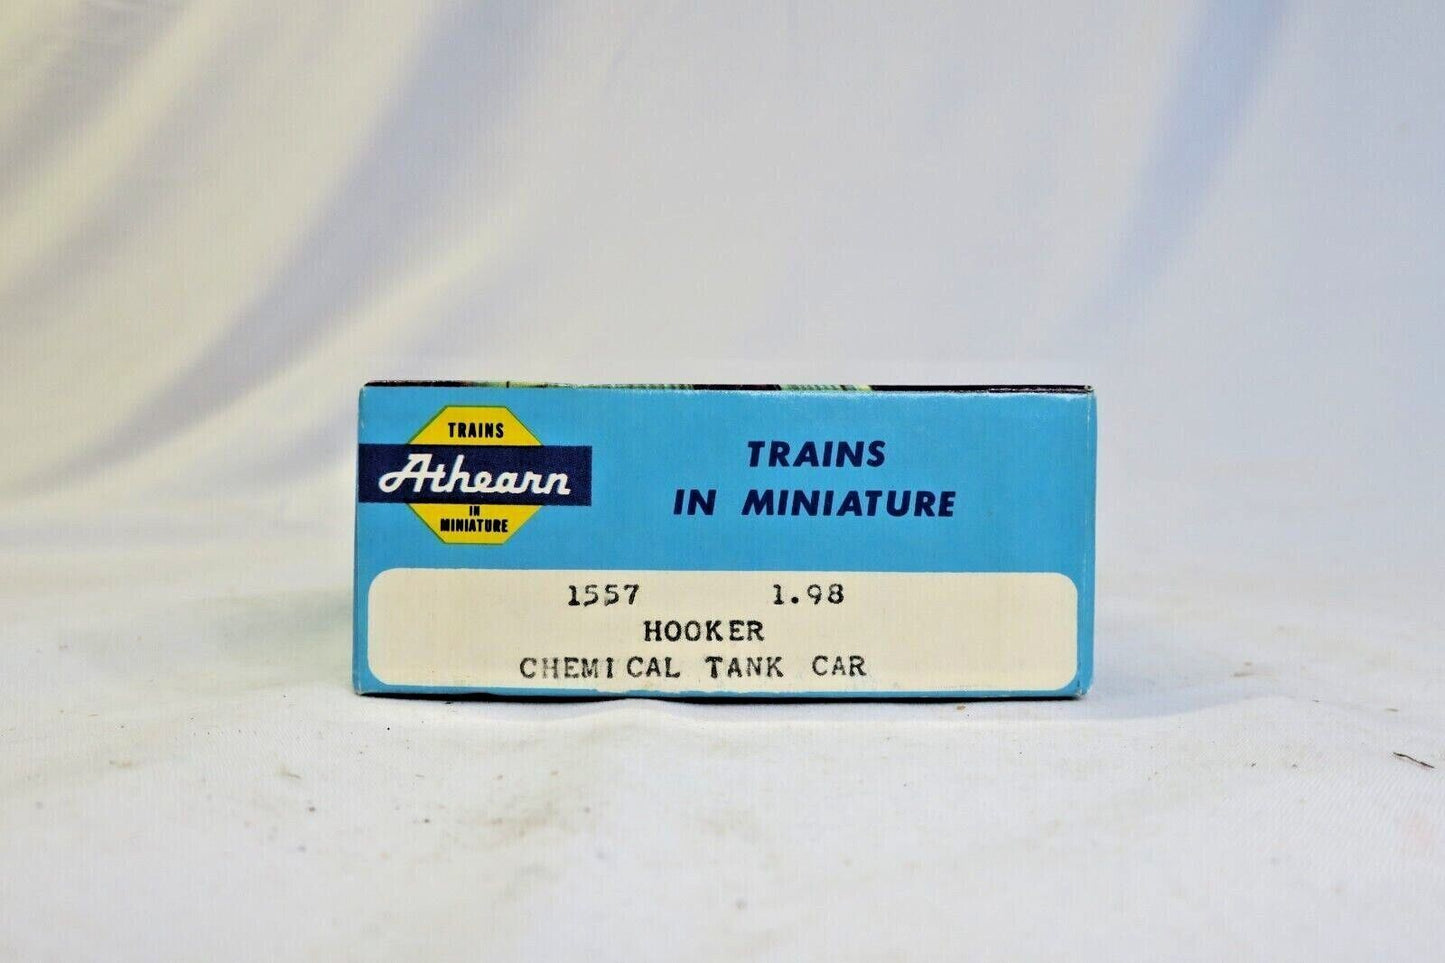 TRAINS
Athearn
IN
MINIATURE
TRAINS
IN MINIATURE
1557 1.98
HOOKER
CHEMICAL TANK CAR